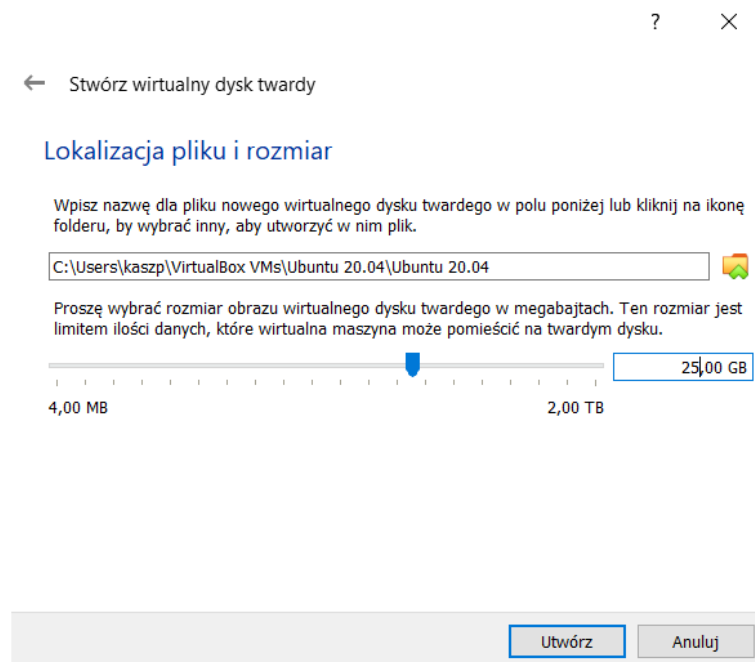 ?
← Stwórz wirtualny dysk twardy
Lokalizacja pliku i rozmiar
Wpisz nazwę dla pliku nowego wirtualnego dysku twardego w polu poniżej lub kliknij na ikonę
folderu, by wybrać inny, aby utworzyć w nim plik.
C:\Users\kaszp\VirtualBox VMs\Ubuntu 20.04\Ubuntu 20.04
Proszę wybrać rozmiar obrazu wirtualnego dysku twardego w megabajtach. Ten rozmiar jest
limitem ilości danych, które wirtualna maszyna może pomieścić na twardym dysku.
25,00 GB
4,00 MB 2,00 TB
Utwórz Anuluj